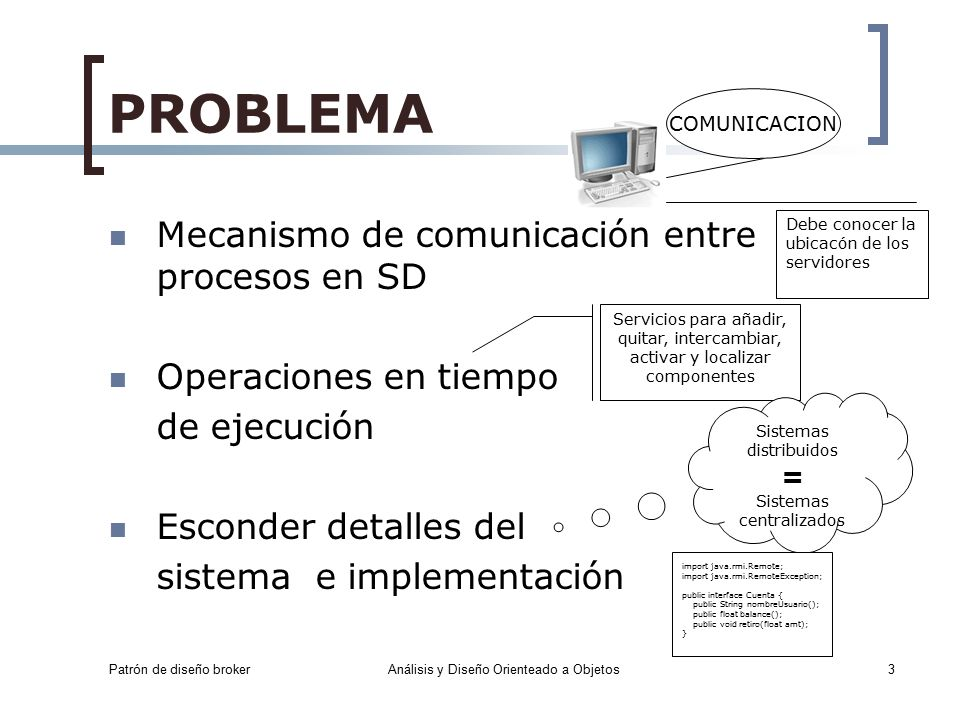 PROBLEMA
COMUNICACION
Mecanismo de comunicación entre
procesos en SD
Debe conocer la
ubicacón de los
servidores
Servicios para añadir,
quitar, intercambiar,
activar y localizar
componentes
Operaciones en tiempo
de ejecución
Sistemas
distribuidos
=
Sistemas
centralizados
Esconder detalles del
sistema e implementación
import java.rmi.Remote;
import java.rmi.RemoteException;
public interface Cuenta {
public String nombreUsuario();
public float balance();
public void retiro(float amt);
}
Patrón de diseño broker
Análisis y Diseño Orienteado a Objetos
3